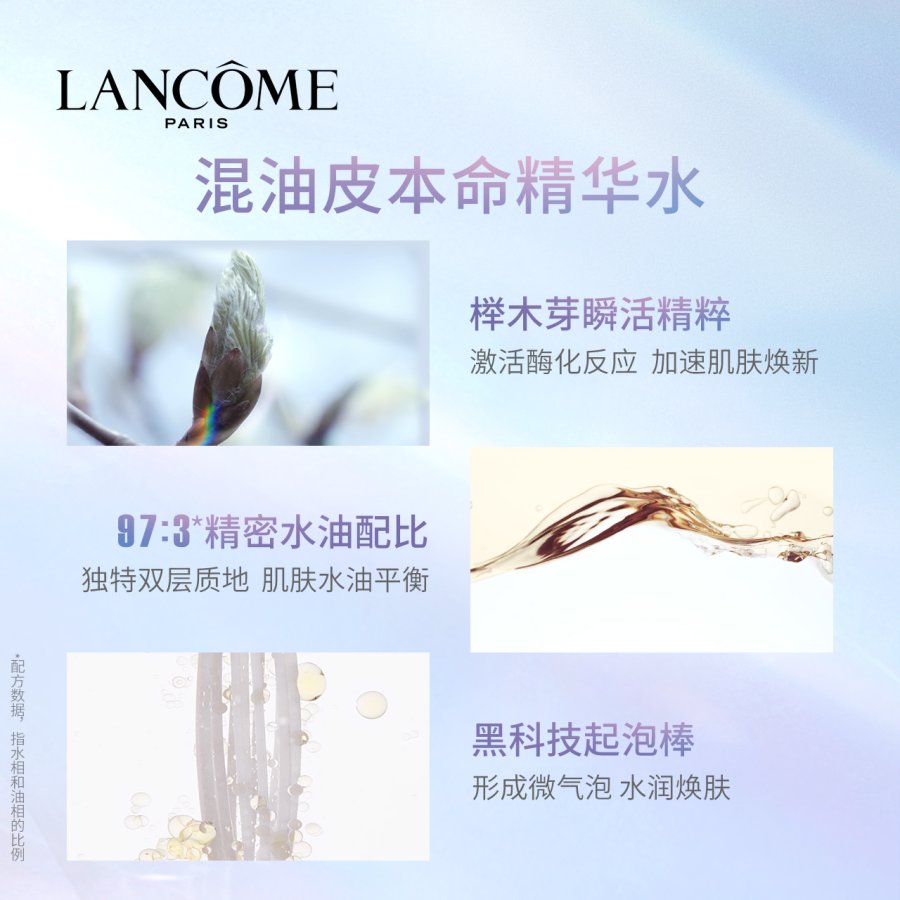 LANCÔME
PARIS
混油皮本命精华水
榉木芽瞬活精粹
激活酶化反应 加速肌肤焕新
97:3*精密水油配比
独特双层质地 肌肤水油平衡
黑科技起泡棒
形成微气泡 水润焕肤
*配方数据，指水相和油相的比例